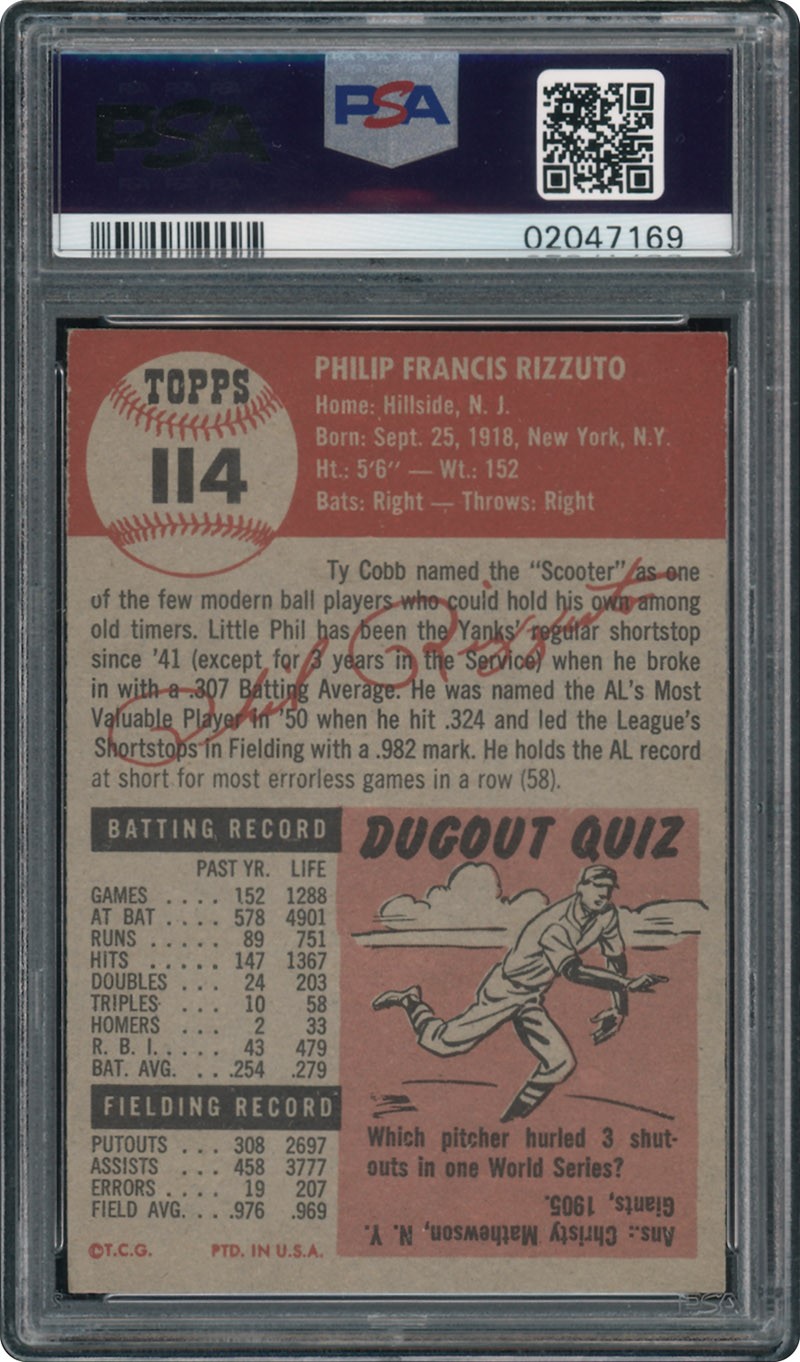 PSA
PSA
02047169
TOPPS
114
PHILIP FRANCIS RIZZUTO
Home: Hillside, N. J.
Born: Sept. 25, 1918, New York, N.Y.
Ht.: 5'6" — Wt.: 152
Bats: Right — Throws: Right
Ty Cobb named the "Scooter" as one
of the few modern ball players who could hold his own among
old timers. Little Phil has been the Yanks' regular shortstop
since '41 (except for 3 years in the Service) when he broke
in with a .307 Batting Average. He was named the AL's Most
Valuable Player in '50 when he hit .324 and led the League's
Shortstops in Fielding with a .982 mark. He holds the AL record
at short for most errorless games in a row (58).
Phil Rizzuto
BATTING RECORD
PAST YR. LIFE
GAMES .... 152 1288
AT BAT .... 578 4901
RUNS ..... 89 751
HITS ..... 147 1367
DOUBLES ... 24 203
TRIPLES ... 10 58
HOMERS ... 2 33
R. B. I. .... 43 479
BAT. AVG. ... .254 .279
FIELDING RECORD
PUTOUTS ... 308 2697
ASSISTS ... 458 3777
ERRORS .... 19 207
FIELD AVG. ... .976 .969
©T.C.G. PTD. IN U.S.A.
DUGOUT QUIZ
Which pitcher hurled 3 shut-
outs in one World Series?
Ans.: Christy Mathewson, N. Y.
Giants, 1905.
PSA